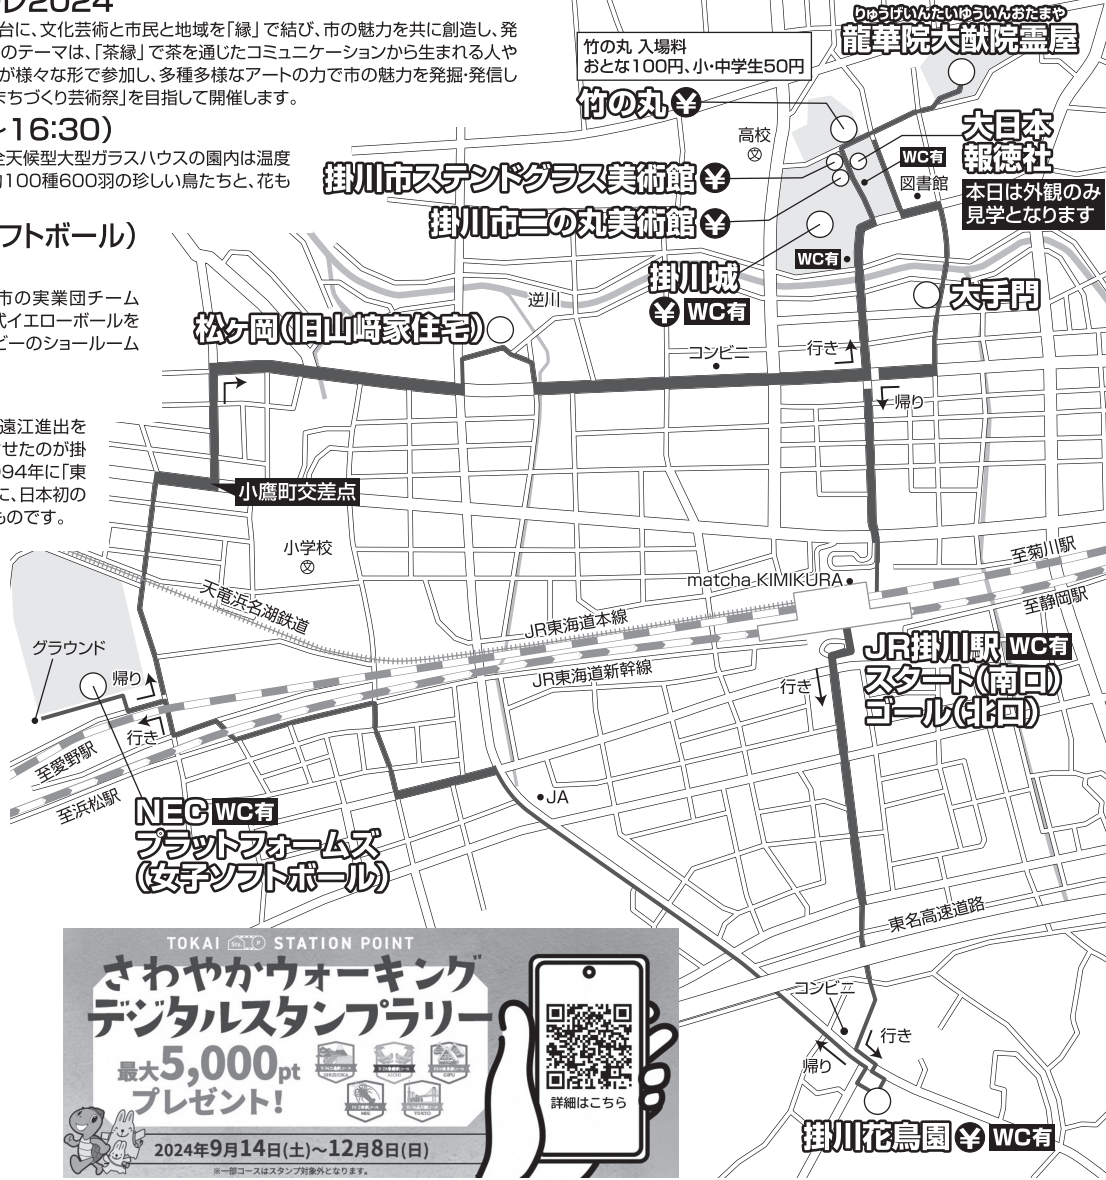 レ2024
台に、文化芸術と市民と地域を「縁」で結び、市の魅力を共に創造し、発
のテーマは、「茶縁」で茶を通じたコミュニケーションから生まれる人や
が様々な形で参加し、多種多様なアートの力で市の魅力を発掘・発信し
まちづくり芸術祭」を目指して開催します。
~16:30)
全天候型大型ガラスハウスの園内は温度
約100種600羽の珍しい鳥たちと、花も
フトボール)
市の実業団チーム
式イエローボールを
ビーのショールーム
遠江進出を
せたのが掛
994年に「東
に、日本初の
ものです。
竹の丸 入場料
おとな100円、小・中学生50円
りゅうげいんたいゆういんおたまや
龍華院大猷院霊屋
竹の丸 ¥
高校
文
大日本
報徳社
WC有
図書館
本日は外観のみ
見学となります
掛川市ステンドグラス美術館 ¥
掛川市二の丸美術館 ¥
WC有
掛川城
¥ WC有
大手門
逆川
松ヶ岡(旧山﨑家住宅)
コンビニ
行き
帰り
小鷹町交差点
小学校
文
天竜浜名湖鉄道
matcha KIMIKURA
至菊川駅
至静岡駅
JR東海道本線
JR東海道新幹線
グラウンド
帰り
行き
至愛野駅
至浜松駅
JR掛川駅 WC有
スタート(南口)
ゴール(北口)
行き
JA
NEC WC有
プラットフォームズ
(女子ソフトボール)
東名高速道路
コンビニ
行き
帰り
掛川花鳥園 ¥ WC有
TOKAI STATION POINT
さわやかウォーキング
デジタルスタンプラリー
最大5,000pt
プレゼント!
SHIZUOKA
AICHI
GIFU
MIE
TOKYO
詳細はこちら
2024年9月14日(土)〜12月8日(日)
※一部コースはスタンプ対象外となります。